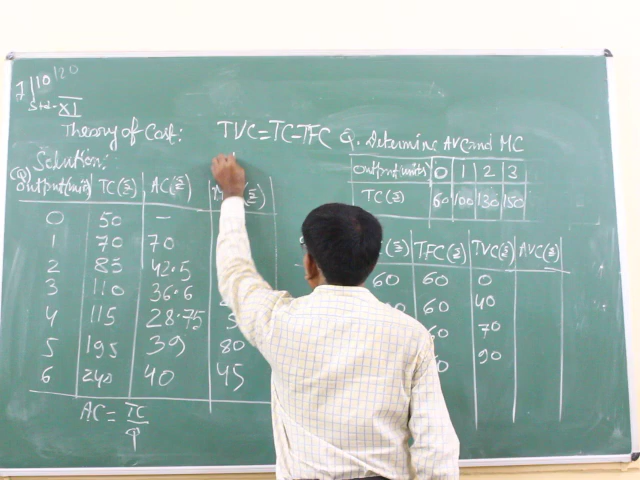 7/10/20
Std-XI
Theory of Cost: TVC=TC-TFC
Q. Determine AVC and MC
Output(units) 0 1 2 3
TC(₹) 60 100 130 150
Solution:
(Q) Output(units) TC(₹) AC(₹) (₹)
0 50 -
1 70 70
2 85 42.5
3 110 36.6
4 115 28.75 5
5 195 39 80
6 240 40 45
AC = TC
(₹) TFC(₹) TVC(₹) AVC(₹)
60 60 0
60 40
60 70
90